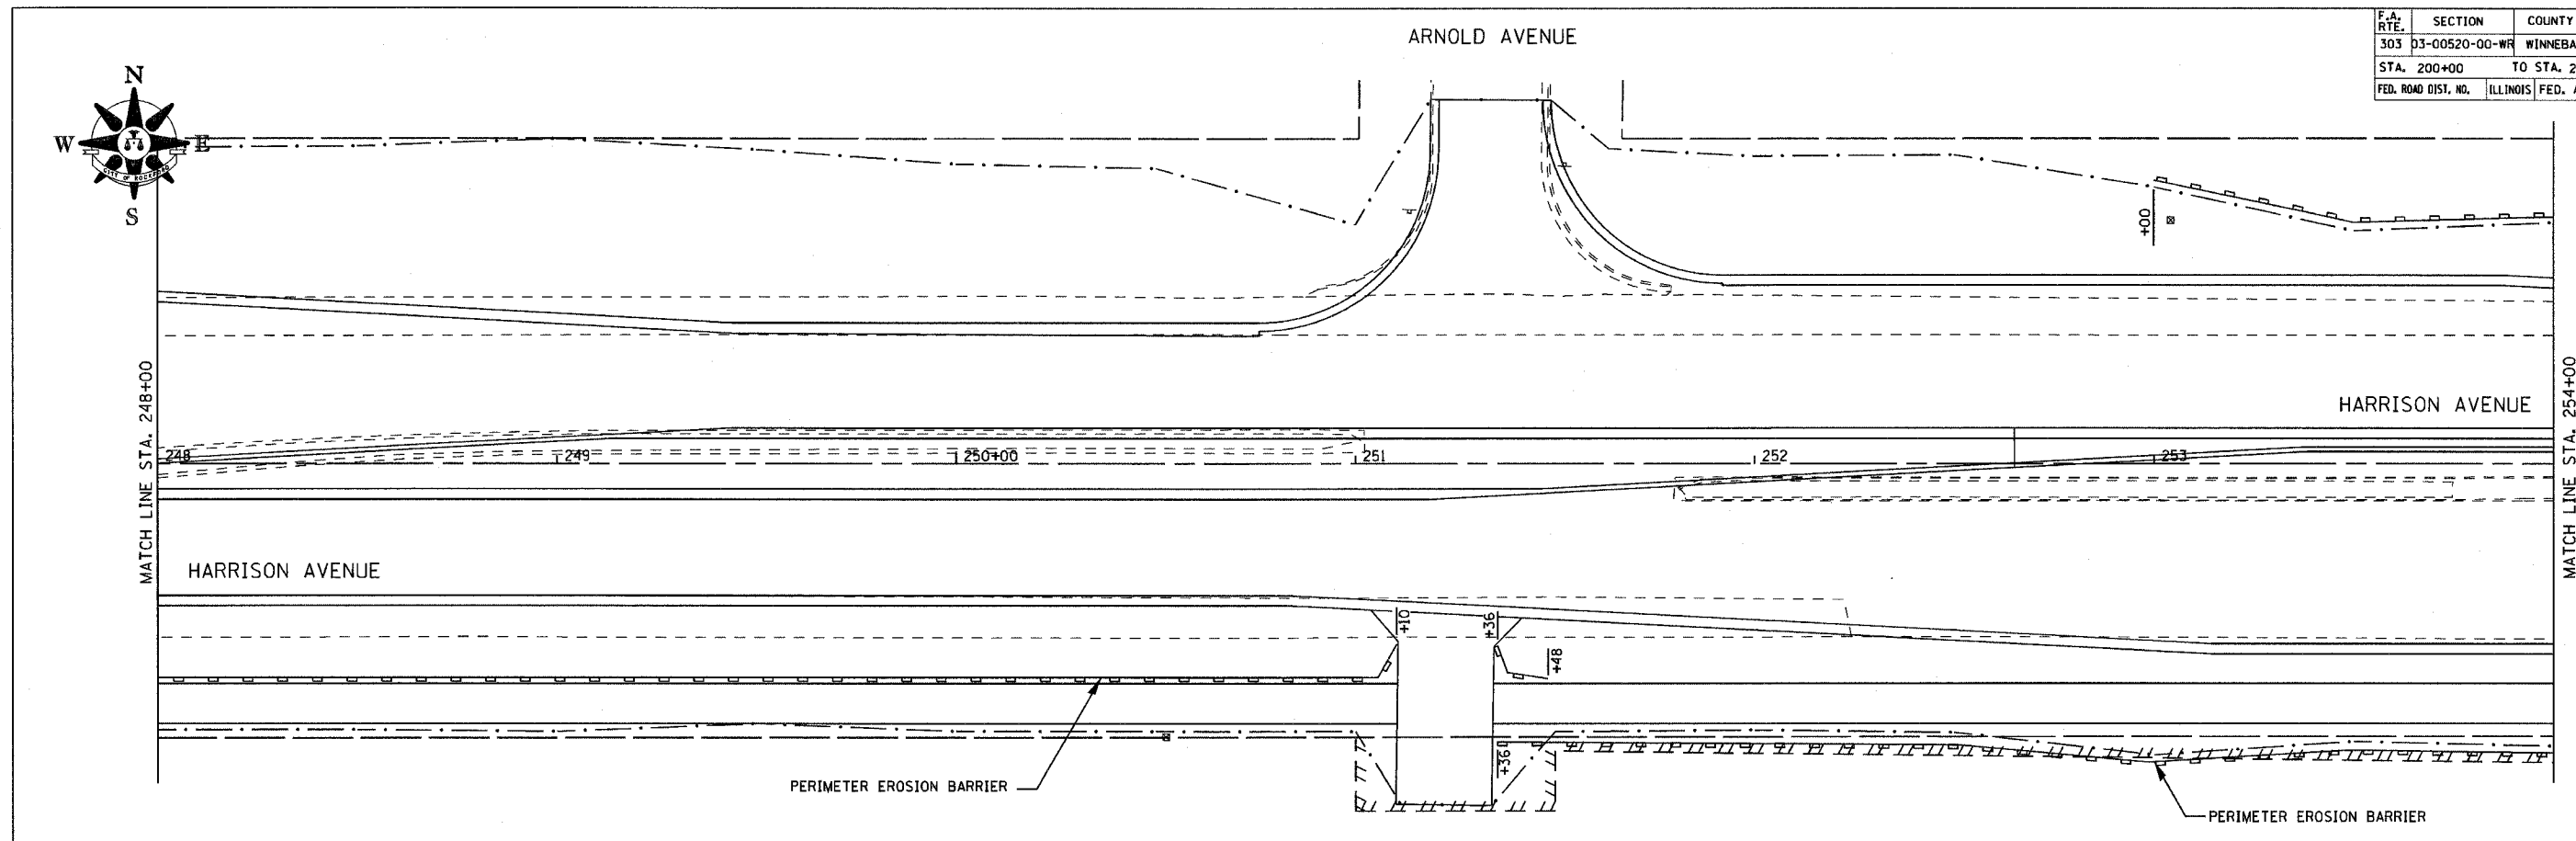 ARNOLD AVENUE
F.A. RTE.
SECTION
COUNTY
303
03-00520-00-WR
WINNEBA
STA. 200+00 TO STA. 2
FED. ROAD DIST. NO.
ILLINOIS
FED. A
N
W
E
S
CITY OF ROCKFORD
+00
MATCH LINE STA. 248+00
MATCH LINE STA. 254+00
HARRISON AVENUE
248
249
250+00
251
252
253
HARRISON AVENUE
+10
+36
+48
+36
PERIMETER EROSION BARRIER
PERIMETER EROSION BARRIER